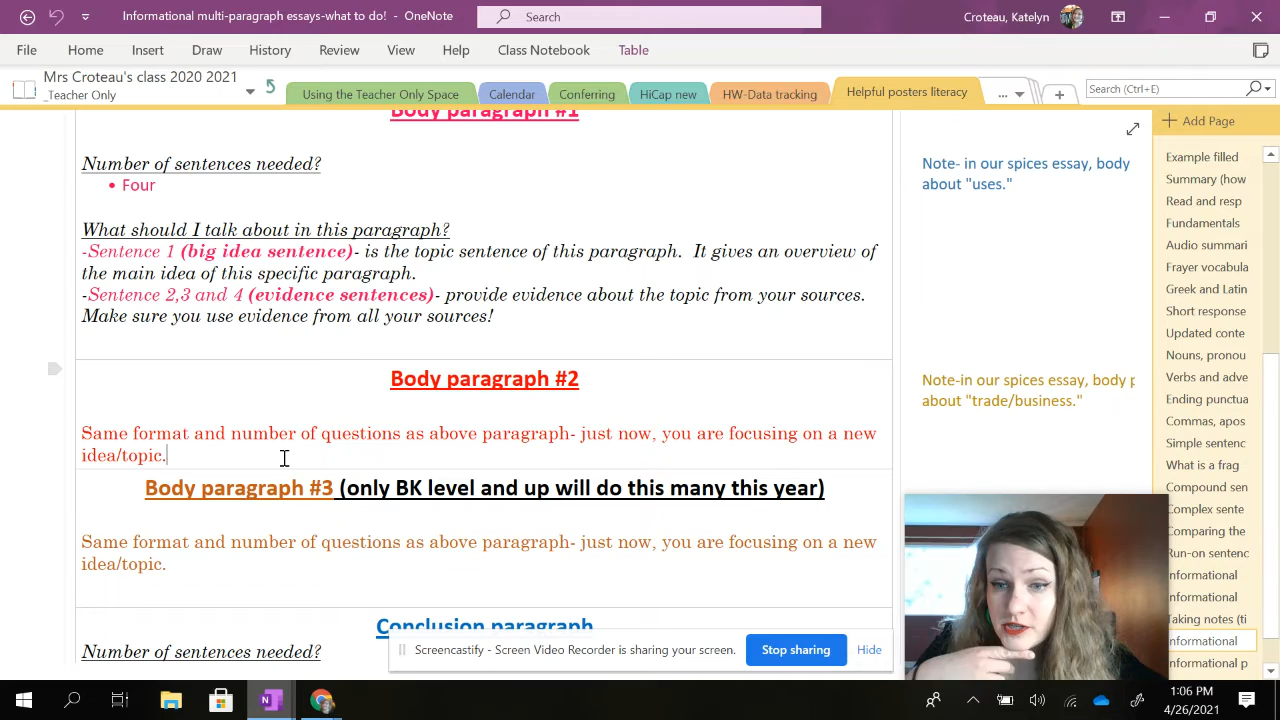 Informational multi-paragraph essays-what to do! - OneNote
Search
Croteau, Katelyn
File Home Insert Draw History Review View Help Class Notebook Table
Mrs Croteau's class 2020 2021
_Teacher Only
Using the Teacher Only Space
Calendar
Conferring
HiCap new
HW-Data tracking
Helpful posters literacy
...
Search (Ctrl+E)
Body paragraph #1
Number of sentences needed?
• Four
What should I talk about in this paragraph?
-Sentence 1 (big idea sentence)- is the topic sentence of this paragraph. It gives an overview of
the main idea of this specific paragraph.
-Sentence 2,3 and 4 (evidence sentences)- provide evidence about the topic from your sources.
Make sure you use evidence from all your sources!
Body paragraph #2
Same format and number of questions as above paragraph- just now, you are focusing on a new
idea/topic.
Body paragraph #3 (only BK level and up will do this many this year)
Same format and number of questions as above paragraph- just now, you are focusing on a new
idea/topic.
Conclusion paragraph
Number of sentences needed?
Note- in our spices essay, body
about "uses."
Note-in our spices essay, body p
about "trade/business."
Add Page
Example filled
Summary (how
Read and resp
Fundamentals
Audio summari
Frayer vocabula
Greek and Latin
Short response
Updated conte
Nouns, pronou
Verbs and adve
Ending punctua
Commas, apos
Simple sentenc
What is a frag
Compound sen
Complex sente
Comparing the
Run-on sentenc
Informational
Informational
Taking notes (ti
Informational
Informational p
Screencastify - Screen Video Recorder is sharing your screen.
Stop sharing
Hide
1:06 PM
4/26/2021